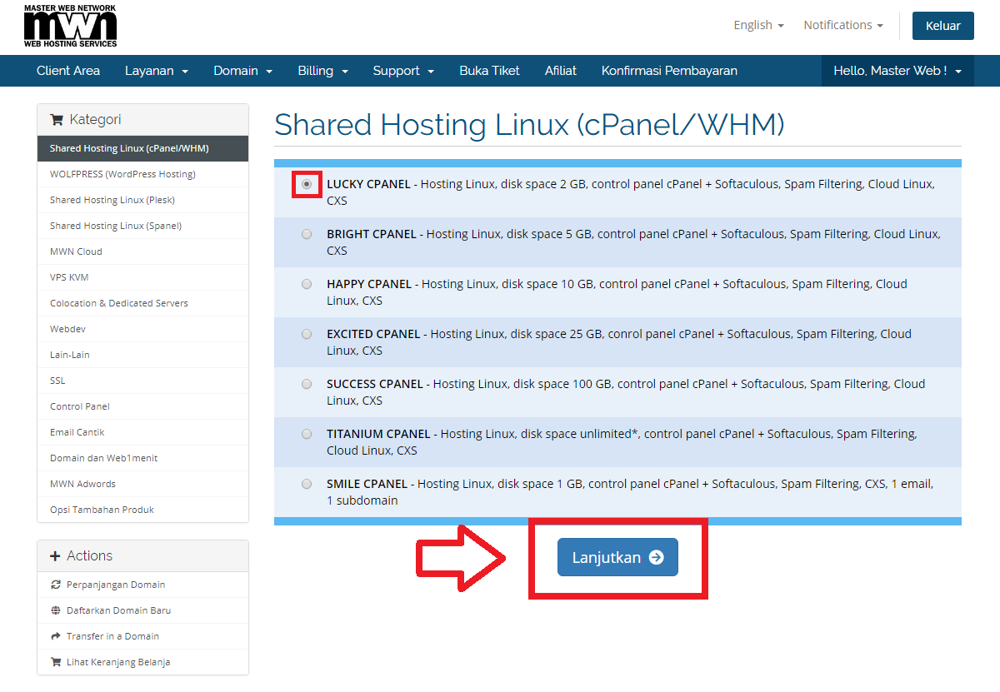 MASTER WEB NETWORK
mwn
WEB HOSTING SERVICES
English
Notifications
Keluar
Client Area
Layanan
Domain
Billing
Support
Buka Tiket
Afiliat
Konfirmasi Pembayaran
Hello, Master Web !
Kategori
Shared Hosting Linux (cPanel/WHM)
WOLFPRESS (WordPress Hosting)
Shared Hosting Linux (Plesk)
Shared Hosting Linux (Spanel)
MWN Cloud
VPS KVM
Colocation & Dedicated Servers
Webdev
Lain-Lain
SSL
Control Panel
Email Cantik
Domain dan Web1menit
MWN Adwords
Opsi Tambahan Produk
Actions
Perpanjangan Domain
Daftarkan Domain Baru
Transfer in a Domain
Lihat Keranjang Belanja
Shared Hosting Linux (cPanel/WHM)
LUCKY CPANEL - Hosting Linux, disk space 2 GB, control panel cPanel + Softaculous, Spam Filtering, Cloud Linux,
CXS
BRIGHT CPANEL - Hosting Linux, disk space 5 GB, control panel cPanel + Softaculous, Spam Filtering, Cloud Linux,
CXS
HAPPY CPANEL - Hosting Linux, disk space 10 GB, control panel cPanel + Softaculous, Spam Filtering, Cloud
Linux, CXS
EXCITED CPANEL - Hosting Linux, disk space 25 GB, conrol panel cPanel + Softaculous, Spam Filtering, Cloud
Linux, CXS
SUCCESS CPANEL - Hosting Linux, disk space 100 GB, control panel cPanel + Softaculous, Spam Filtering, Cloud
Linux, CXS
TITANIUM CPANEL - Hosting Linux, disk space unlimited*, control panel cPanel + Softaculous, Spam Filtering,
Cloud Linux, CXS
SMILE CPANEL - Hosting Linux, disk space 1 GB, control panel cPanel + Softaculous, Spam Filtering, CXS, 1 email,
1 subdomain
Lanjutkan